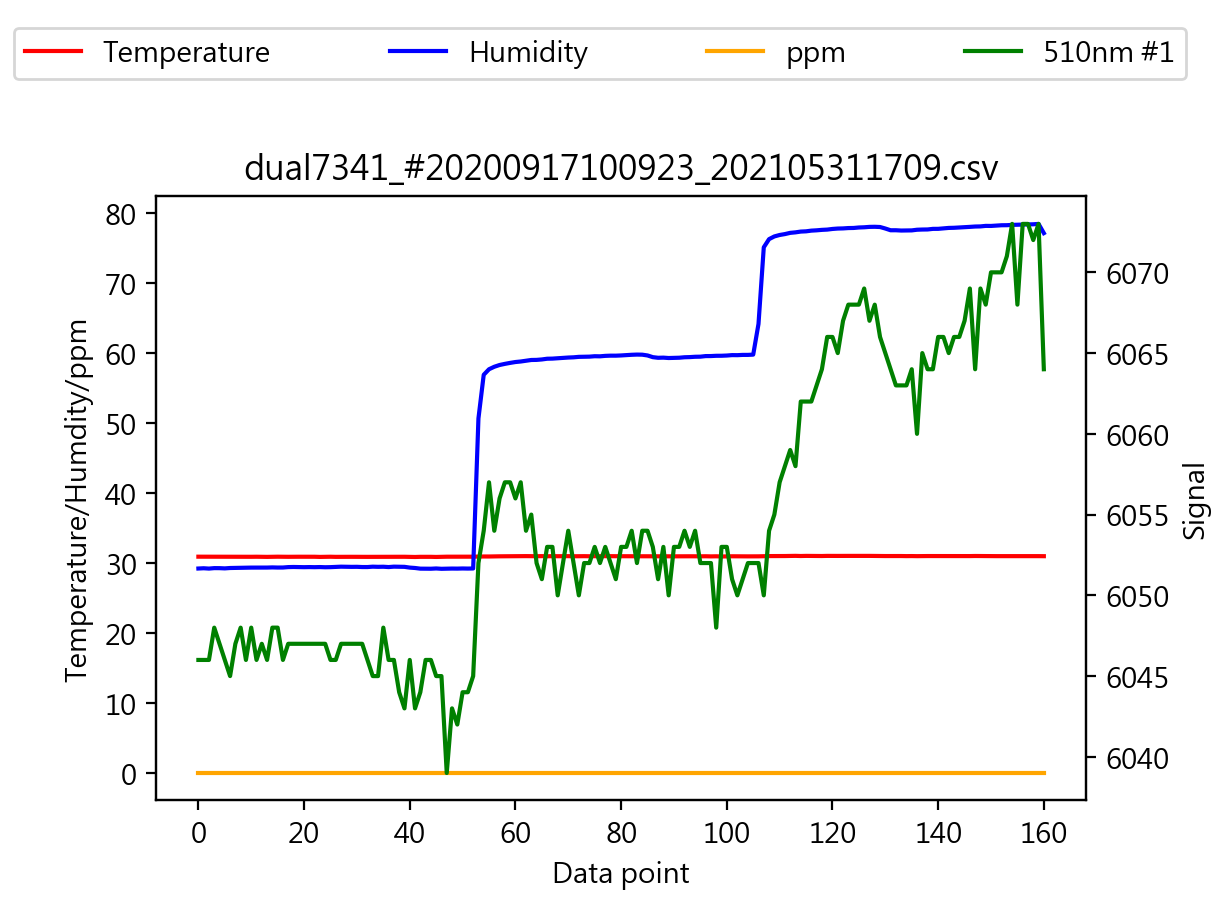 Temperature Humidity ppm 510nm #1
dual7341_#20200917100923_202105311709.csv
80
70
60
50
40
30
20
10
0
Temperature/Humdity/ppm
6070
6065
6060
6055
6050
6045
6040
Signal
0 20 40 60 80 100 120 140 160
Data point